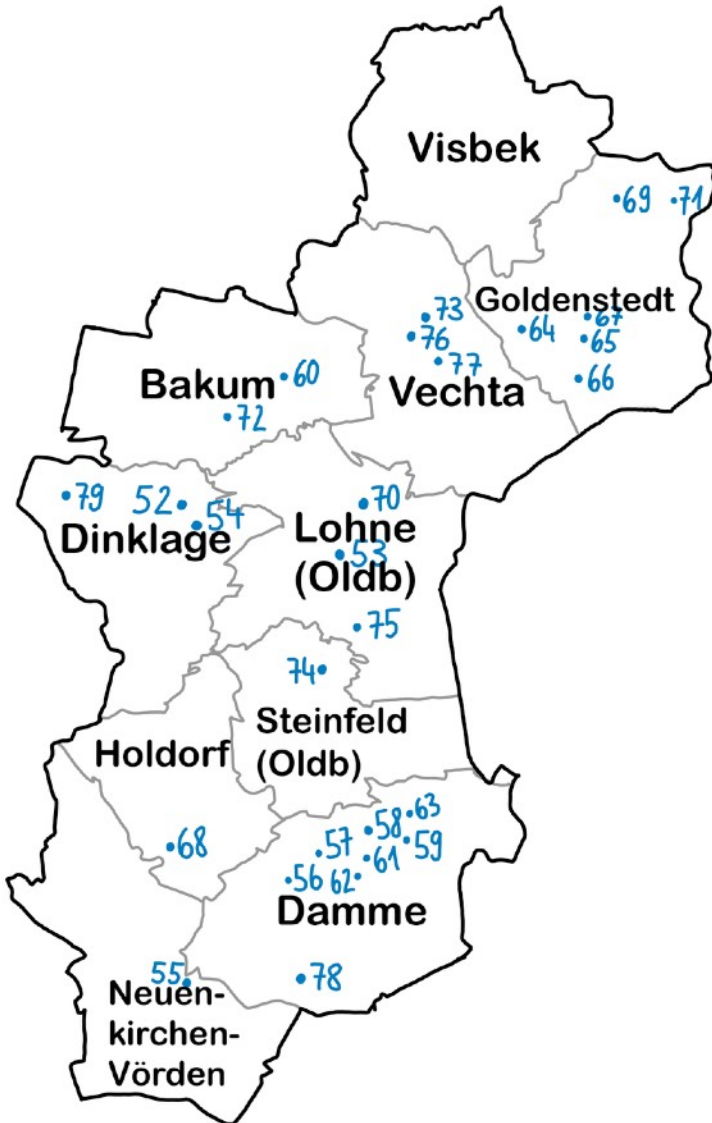 Visbek
69 71
Goldenstedt
73
67
64
76
65
77
60
66
Bakum
Vechta
72
79 52
70
54
Lohne
Dinklage
53
(Oldb)
75
74
Steinfeld
(Oldb)
Holdorf
63
58
57
59
68
61
56 62
Damme
55
78
Neuen-
kirchen-
Vörden